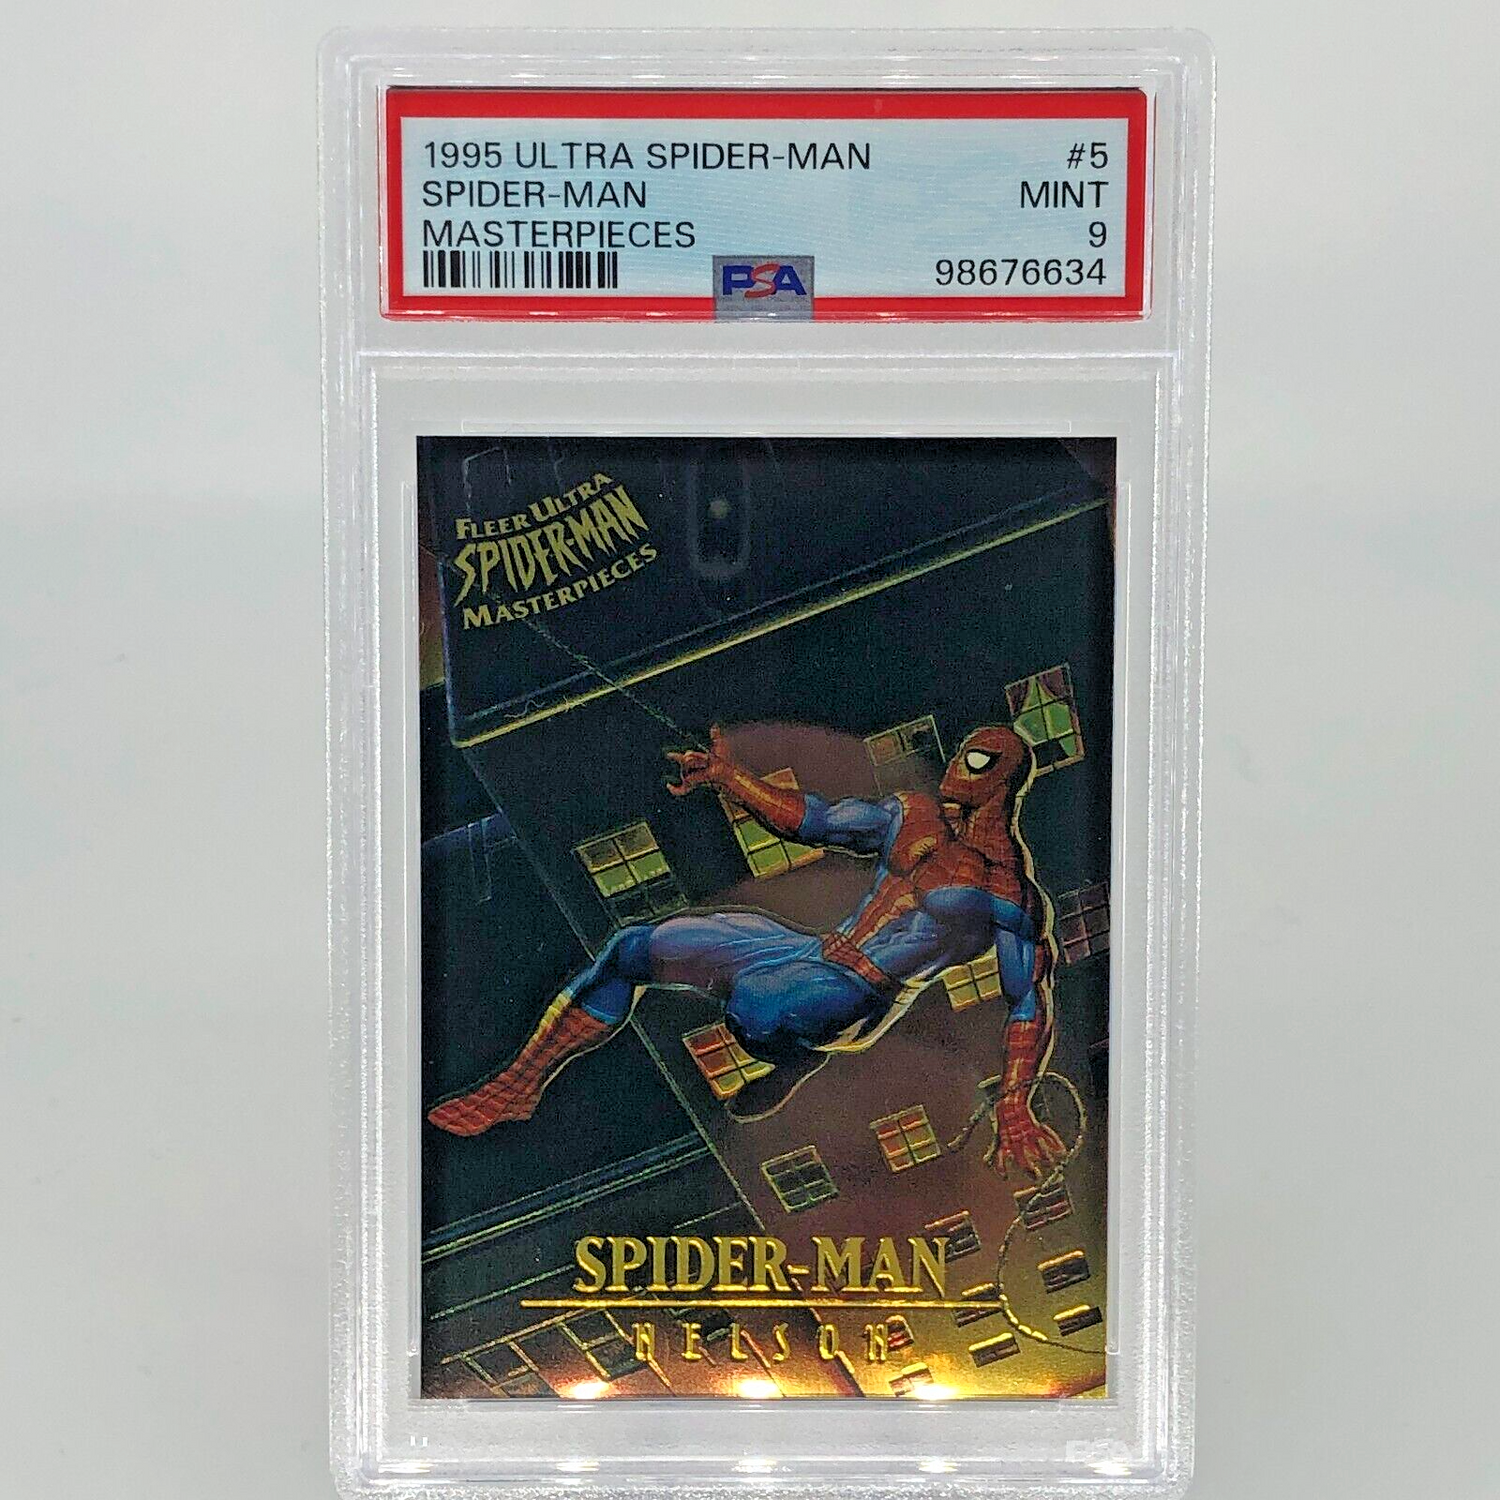 1995 ULTRA SPIDER-MAN #5
SPIDER-MAN MINT
MASTERPIECES 9
98676634
PSA
FLEER ULTRA
SPIDER-MAN
MASTERPIECES
SPIDER-MAN
NELSON
PSA